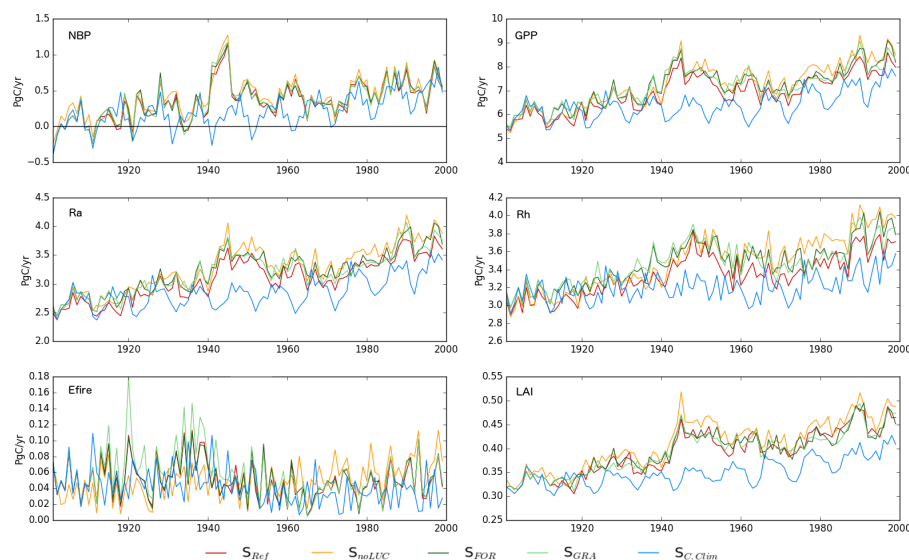 NBP
PgC/yr
1.5
1.0
0.5
0.0
−0.5
1920 1940 1960 1980 2000
GPP
10
9
8
7
6
5
4
1920 1940 1960 1980 2000
Ra
PgC/yr
4.5
4.0
3.5
3.0
2.5
2.0
1920 1940 1960 1980 2000
Rh
4.2
4.0
3.8
3.6
3.4
3.2
3.0
2.8
2.6
1920 1940 1960 1980 2000
Efire
PgC/yr
0.18
0.16
0.14
0.12
0.10
0.08
0.06
0.04
0.02
0.00
1920 1940 1960 1980 2000
LAI
0.55
0.50
0.45
0.40
0.35
0.30
0.25
1920 1940 1960 1980 2000
S_Ref S_noLUC S_FOR S_GRA S_C.Clim